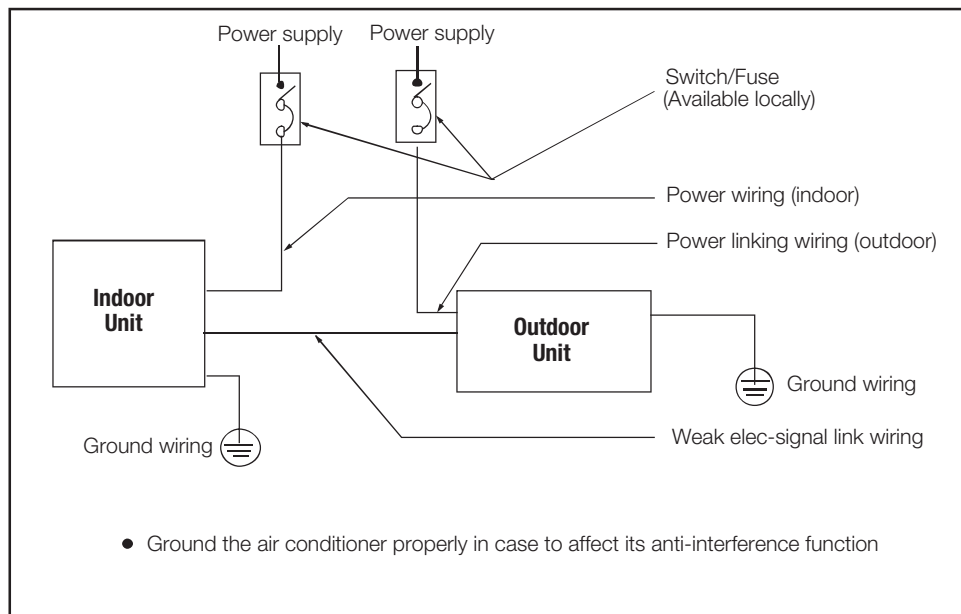 Power supply
Power supply
Switch/Fuse
(Available locally)
Power wiring (indoor)
Power linking wiring (outdoor)
Indoor
Unit
Outdoor
Unit
Ground wiring
Ground wiring
Weak elec-signal link wiring
● Ground the air conditioner properly in case to affect its anti-interference function